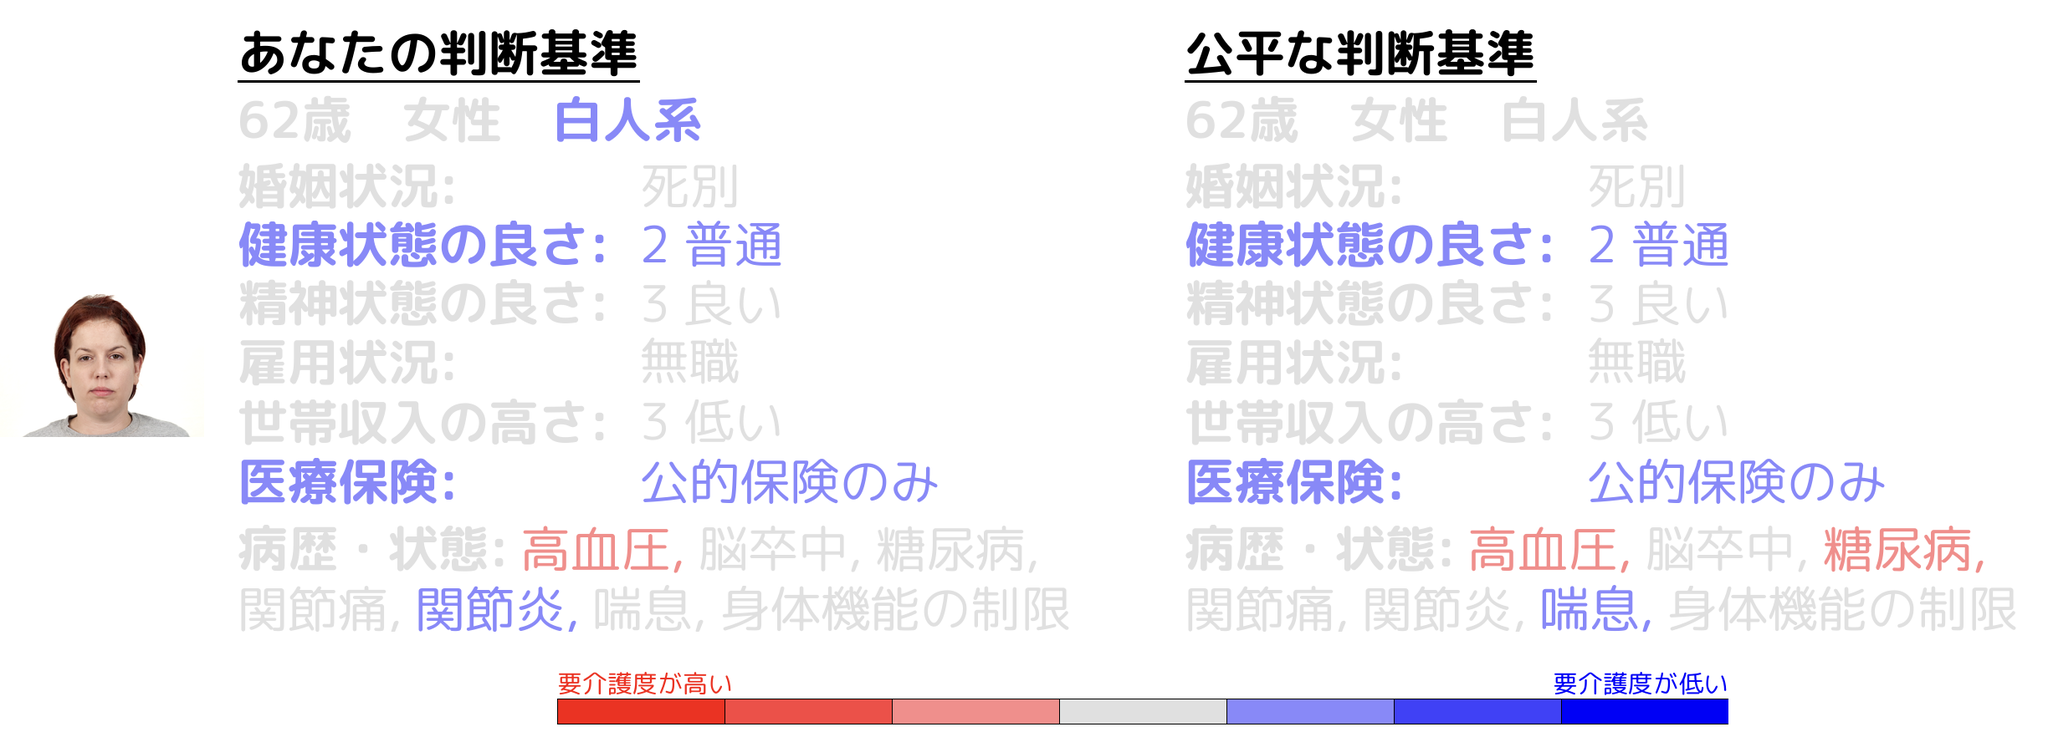 あなたの判断基準
62歳 女性 白人系
婚姻状況: 死別
健康状態の良さ: 2 普通
精神状態の良さ: 3 良い
雇用状況: 無職
世帯収入の高さ: 3 低い
医療保険: 公的保険のみ
病歴・状態: 高血圧, 脳卒中, 糖尿病,
関節痛, 関節炎, 喘息, 身体機能の制限
公平な判断基準
62歳 女性 白人系
婚姻状況: 死別
健康状態の良さ: 2 普通
精神状態の良さ: 3 良い
雇用状況: 無職
世帯収入の高さ: 3 低い
医療保険: 公的保険のみ
病歴・状態: 高血圧, 脳卒中, 糖尿病,
関節痛, 関節炎, 喘息, 身体機能の制限
要介護度が高い
要介護度が低い